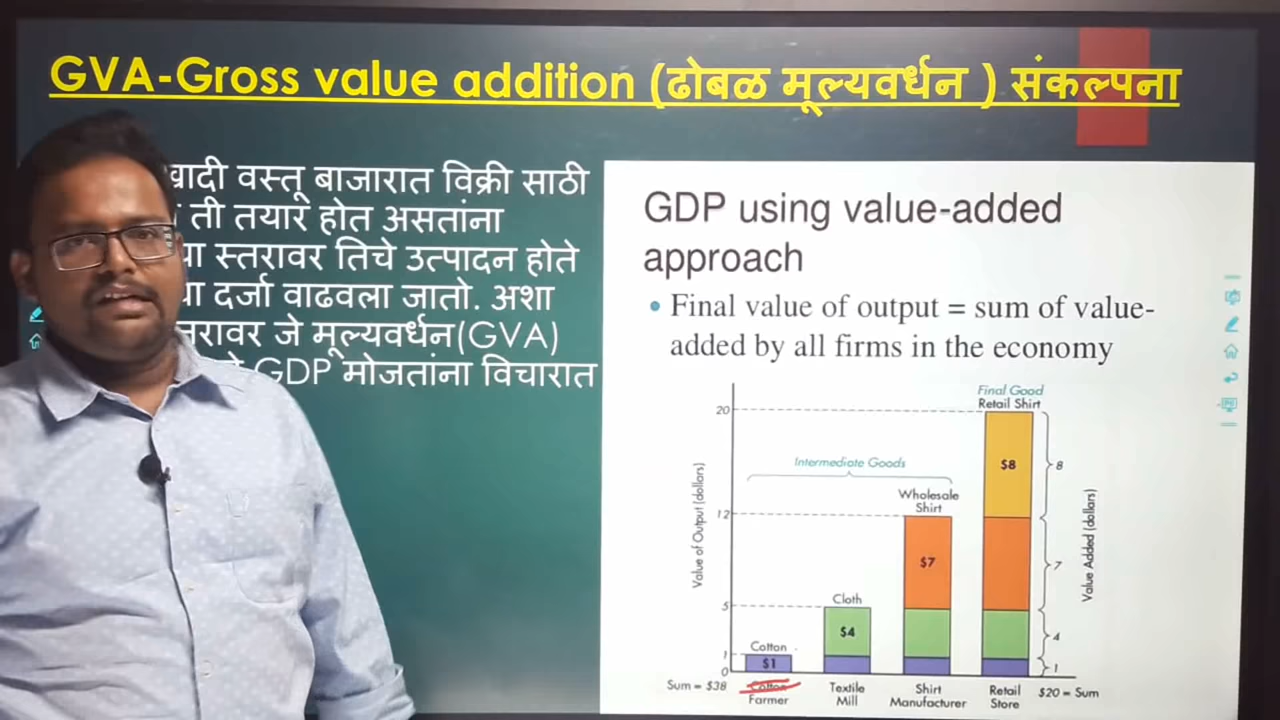 GVA-Gross value addition (ढोबळ मूल्यवर्धन ) संकल्पना
वस्तू बाजारात विक्री साठी
ती तयार होत असतांना
स्तरावर तिचे उत्पादन होते
दर्जा वाढवला जातो. अशा
जे मूल्यवर्धन(GVA)
GDP मोजतांना विचारात
GDP using value-added
approach
• Final value of output = sum of value-
added by all firms in the economy
Final Good
Retail Shirt
20
$8
8
Intermediate Goods
Wholesale
Shirt
12
$7
7
Value of Output (dollars)
Value Added (dollars)
Cloth
5
$4
4
Cotton
1
$1
1
0
Sum = $38
Cotton
Farmer
Textile
Mill
Shirt
Manufacturer
Retail
Store
$20 = Sum